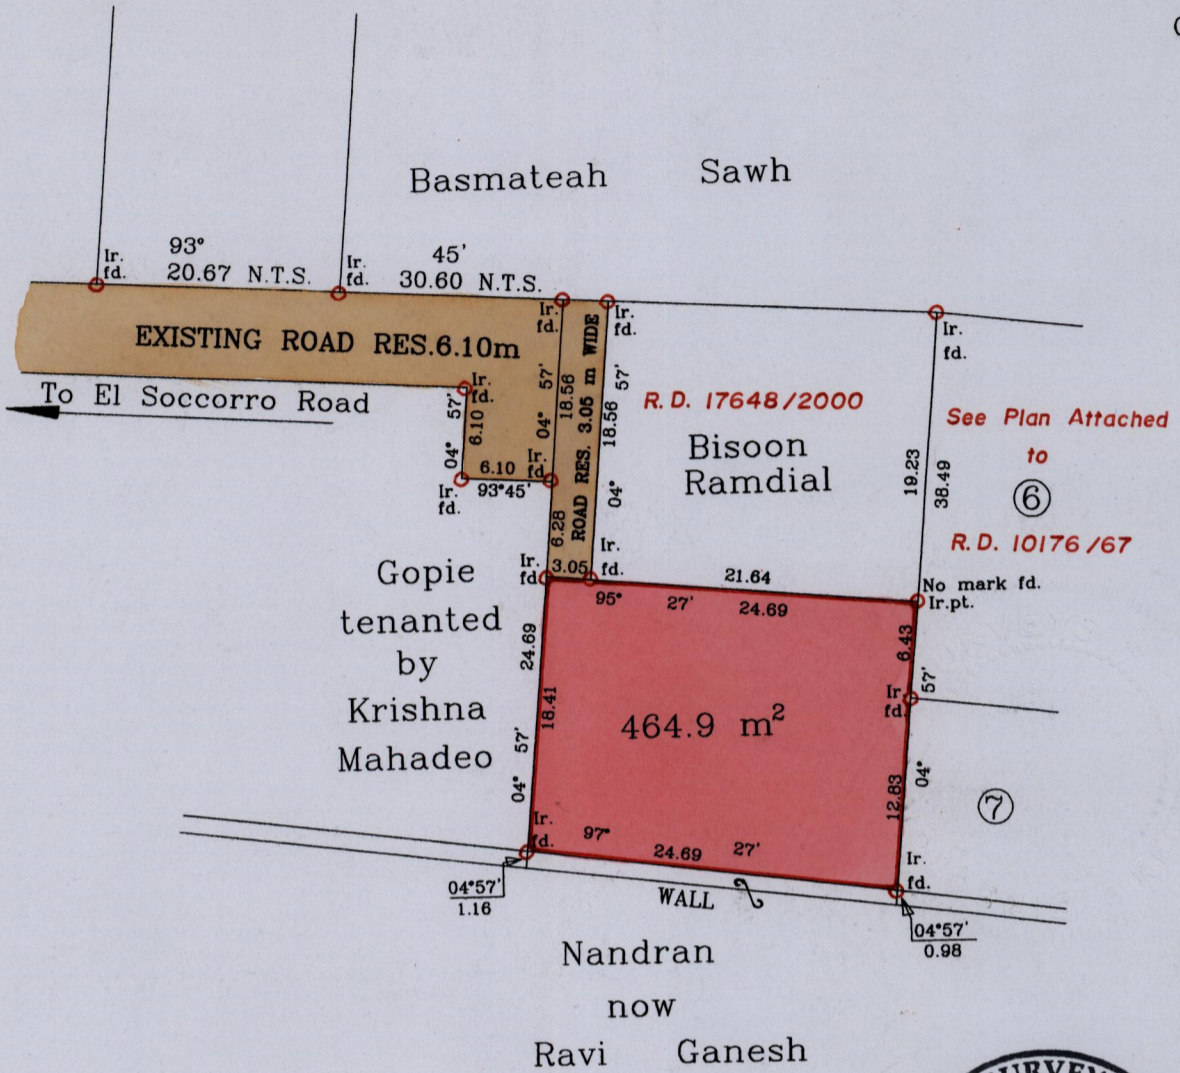 Basmateah Sawh
93° 45'
Ir. fd. 20.67 N.T.S. Ir. fd. 30.60 N.T.S.
EXISTING ROAD RES.6.10m
To El Soccorro Road
Ir. fd.
04° 57'
6.10
6.10
93°45'
Ir. fd.
Ir. fd.
Ir. fd.
04° 57'
18.56
6.28
ROAD RES. 3.05 m WIDE
Ir. fd.
18.56
04° 57'
R. D. 17648/2000
Bisoon
Ramdial
Ir. fd.
19.23
38.49
See Plan Attached
to
6
R. D. 10176/67
No mark fd.
Ir.pt.
Ir. fd.
3.05
Ir. fd.
21.64
95° 27' 24.69
Gopie
tenanted
by
Krishna
Mahadeo
24.69
18.41
04° 57'
464.9 m²
6.43
Ir. fd.
04° 57'
12.83
7
Ir. fd.
97° 24.69 27'
Ir. fd.
WALL
04°57'
1.16
04°57'
0.98
Nandran
now
Ravi Ganesh